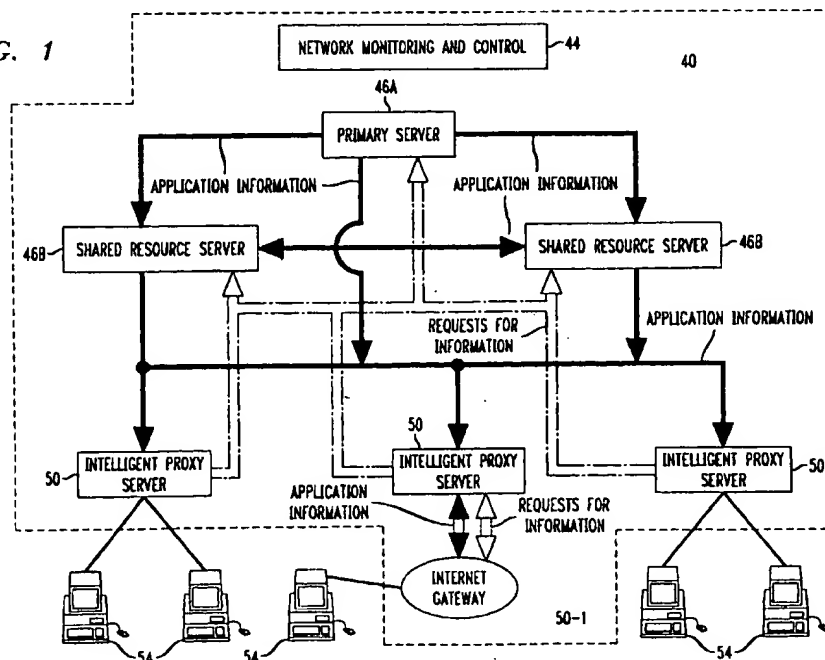 G. 1
NETWORK MONITORING AND CONTROL
44
40
46A
PRIMARY SERVER
APPLICATION INFORMATION
APPLICATION INFORMATION
APPLICATION INFORMATION
46B
SHARED RESOURCE SERVER
SHARED RESOURCE SERVER
46B
REQUESTS FOR
INFORMATION
APPLICATION INFORMATION
50
INTELLIGENT PROXY
SERVER
50
INTELLIGENT PROXY
SERVER
INTELLIGENT PROXY
SERVER
50
APPLICATION
INFORMATION
REQUESTS FOR
INFORMATION
INTERNET
GATEWAY
50-1
54
54
54